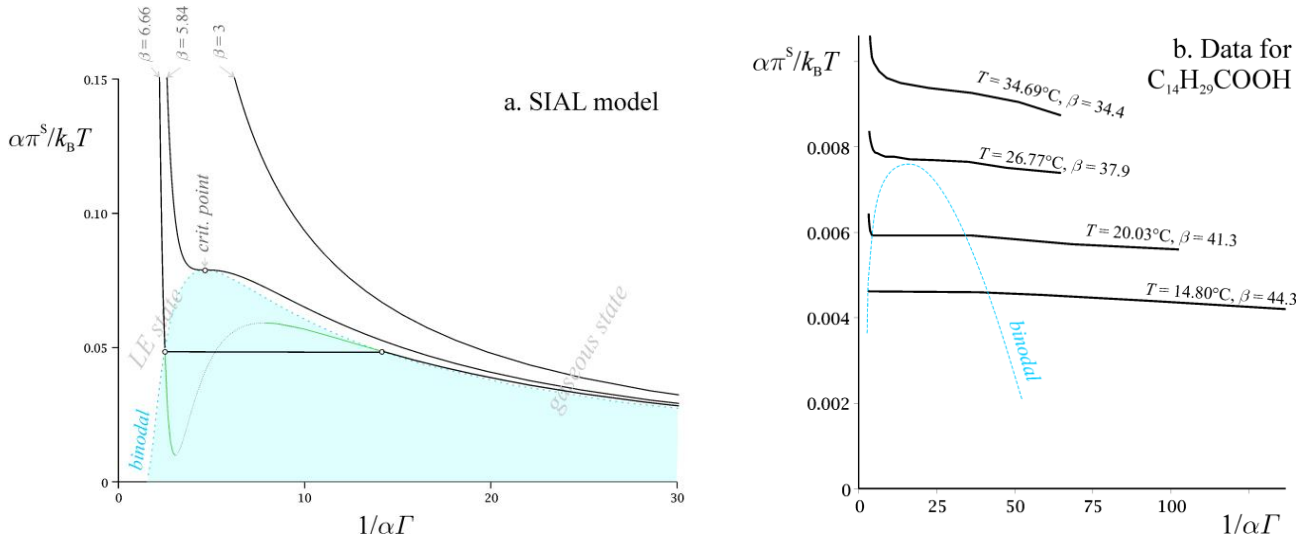 β = 6.66
β = 5.84
β = 3
0.15
a. SIAL model
απˢ/k_BT
0.10
crit. point
LE state
gaseous state
0.05
binodal
0
0
10
20
30
1/αΓ
απˢ/k_BT
b. Data for
C₁₄H₂₉COOH
T = 34.69°C, β = 34.4
0.008
T = 26.77°C, β = 37.9
0.006
T = 20.03°C, β = 41.3
T = 14.80°C, β = 44.3
0.004
binodal
0.002
0
0
25
50
75
100
1/αΓ